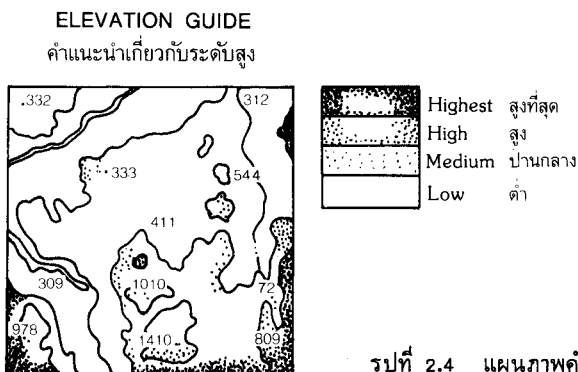 ELEVATION GUIDE
คำแนะนำเกี่ยวกับระดับสูง
.332
312
333
544
411
309
1010
72
978
1410
809
Highest สูงที่สุด
High สูง
Medium ปานกลาง
Low ต่ำ
รูปที่ 2.4 แผนภาพคำ